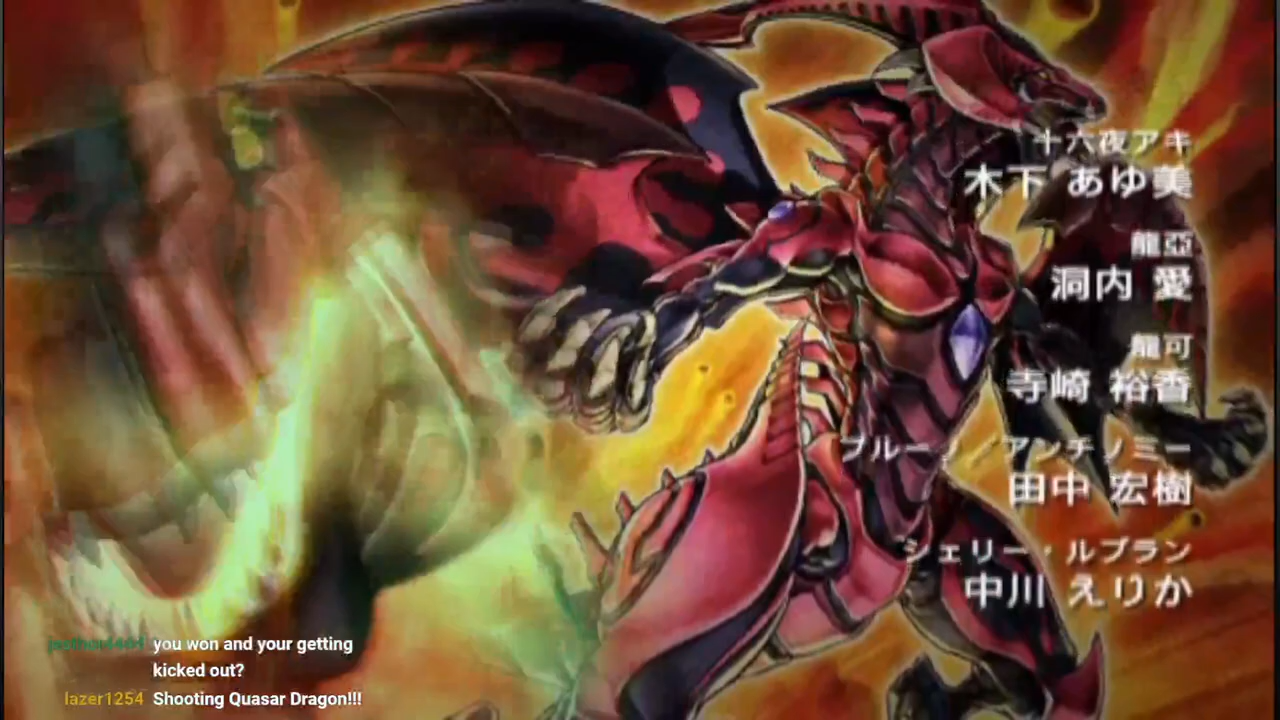 十六夜アキ
木下 あゆ美
龍亞
洞内 愛
龍可
寺崎 裕香
ブルーノ／アンチノミー
田中 宏樹
シェリー・ルブラン
中川 えりか
you won and your getting
kicked out?
lazer1254 Shooting Quasar Dragon!!!